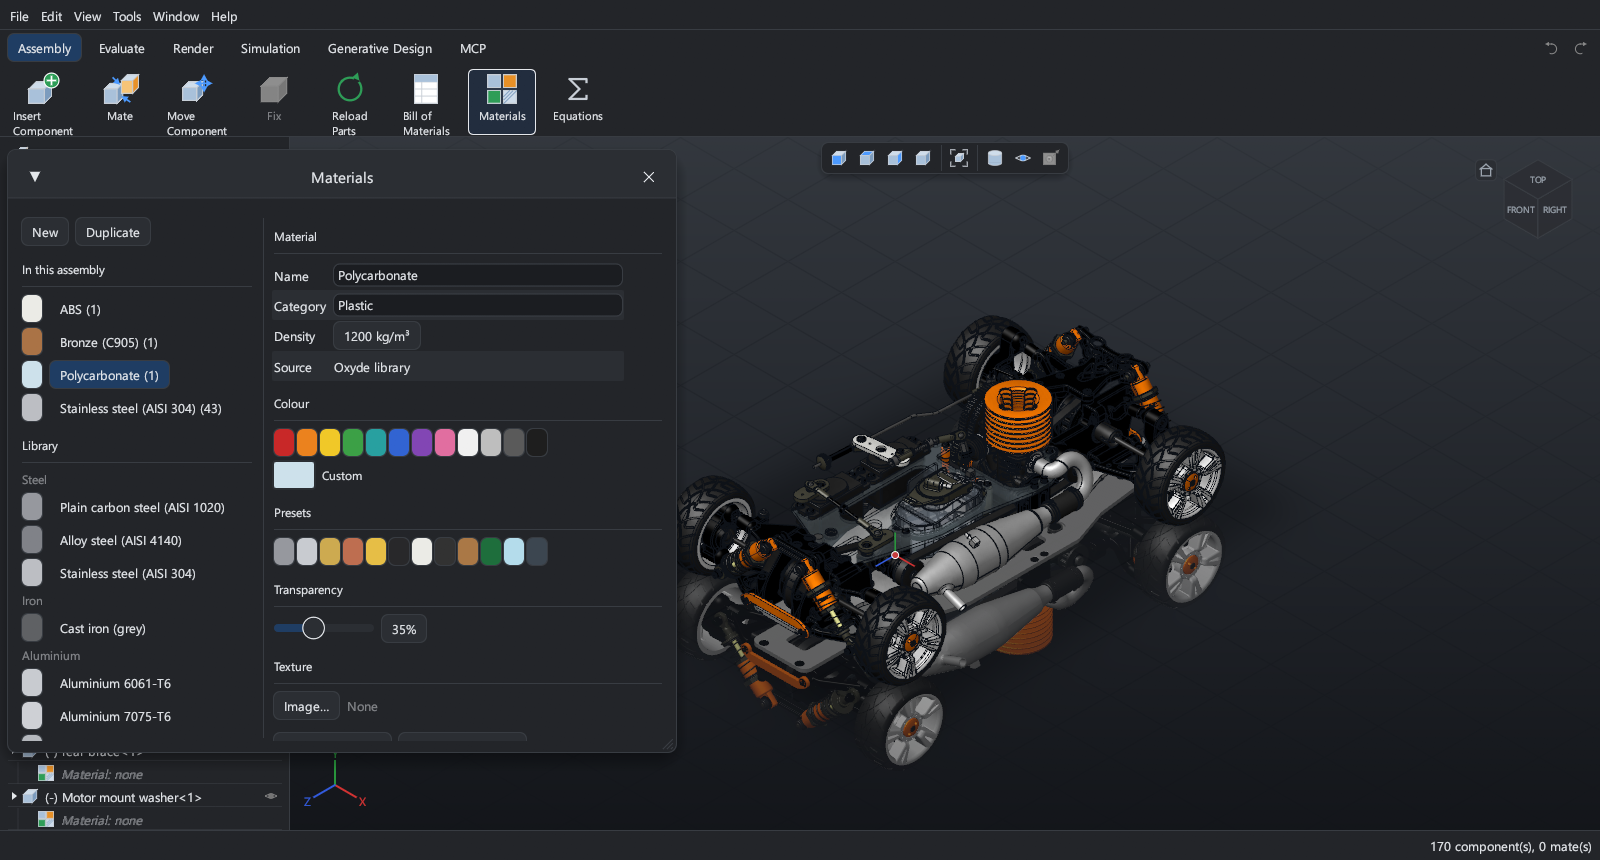 File Edit View Tools Window Help
Assembly Evaluate Render Simulation Generative Design MCP
Insert Component
Mate
Move Component
Fix
Reload Parts
Bill of Materials
Materials
Equations
Materials
New Duplicate
In this assembly
ABS (1)
Bronze (C905) (1)
Polycarbonate (1)
Stainless steel (AISI 304) (43)
Library
Steel
Plain carbon steel (AISI 1020)
Alloy steel (AISI 4140)
Stainless steel (AISI 304)
Iron
Cast iron (grey)
Aluminium
Aluminium 6061-T6
Aluminium 7075-T6
Material
Name Polycarbonate
Category Plastic
Density 1200 kg/m³
Source Oxyde library
Colour
Custom
Presets
Transparency
35%
Texture
Image... None
TOP
FRONT RIGHT
Material: none
(-) Motor mount washer<1>
Material: none
Z X
170 component(s), 0 mate(s)